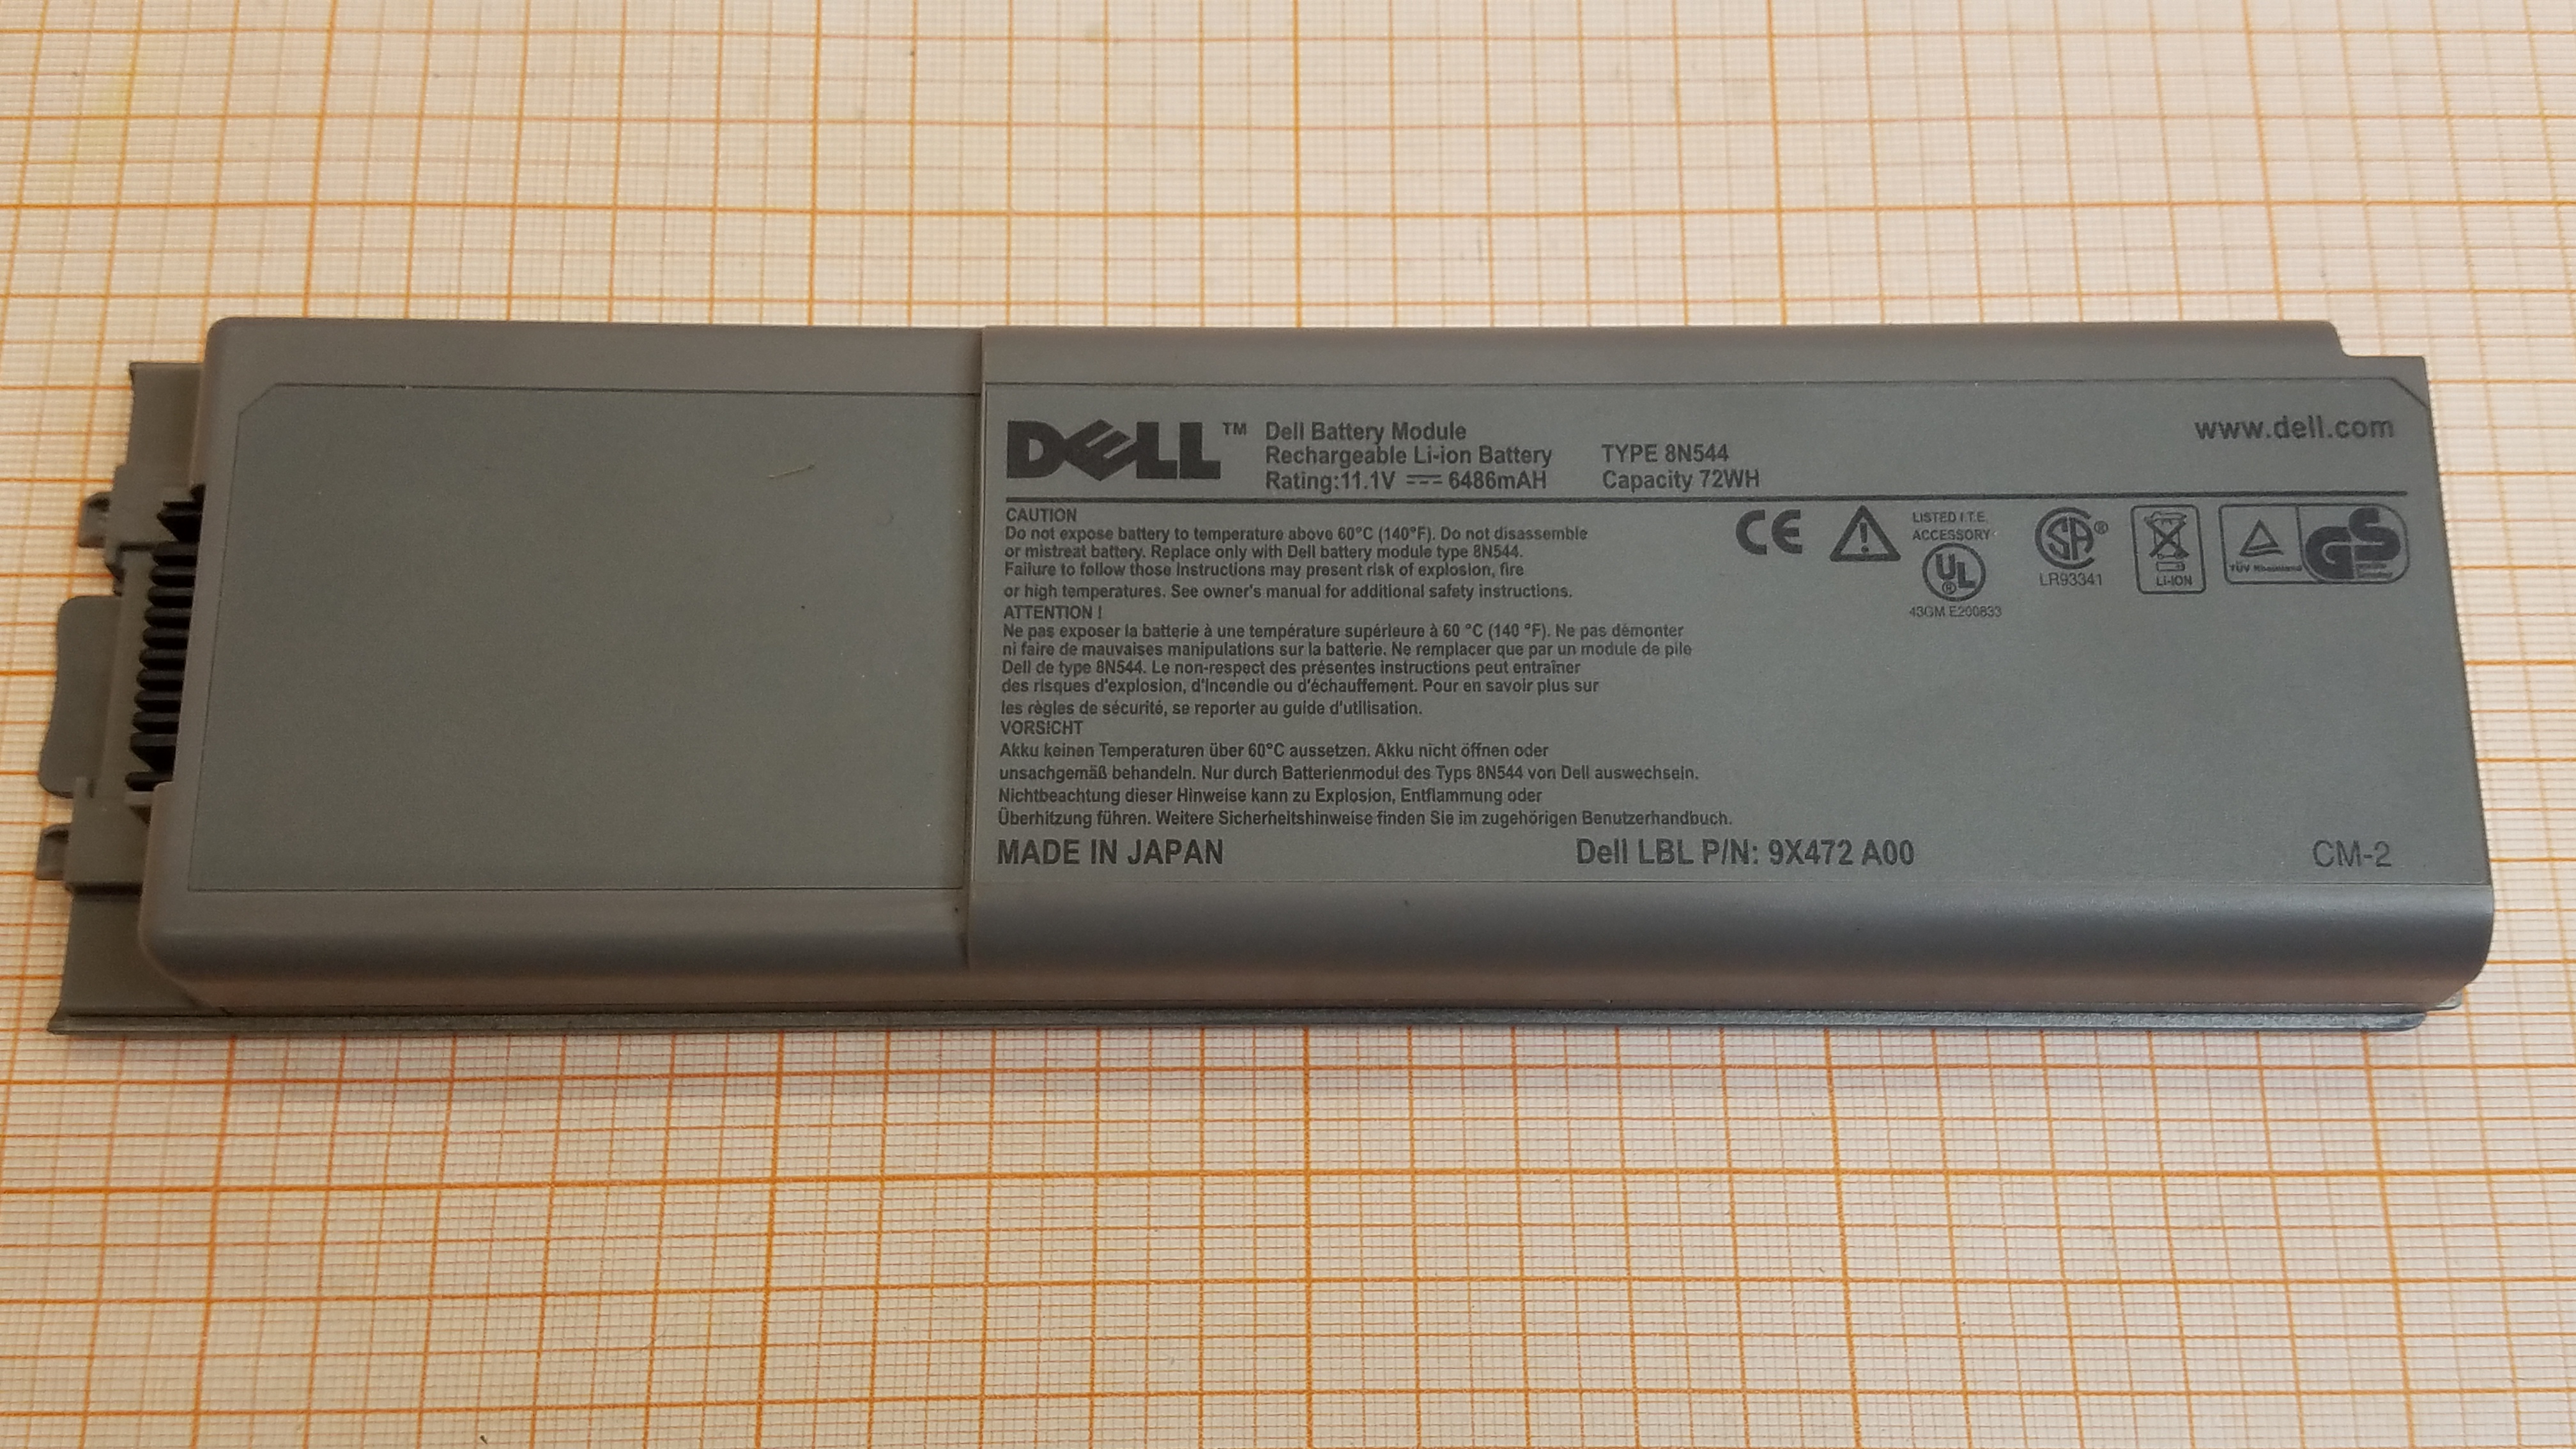 DELL™
Dell Battery Module
Rechargeable Li-ion Battery TYPE 8N544
Rating:11.1V ⎓ 6486mAH Capacity 72WH
www.dell.com
CAUTION
Do not expose battery to temperature above 60°C (140°F). Do not disassemble
or mistreat battery. Replace only with Dell battery module type 8N544.
Failure to follow those instructions may present risk of explosion, fire
or high temperatures. See owner's manual for additional safety instructions.
ATTENTION !
Ne pas exposer la batterie à une température supérieure à 60 °C (140 °F). Ne pas démonter
ni faire de mauvaises manipulations sur la batterie. Ne remplacer que par un module de pile
Dell de type 8N544. Le non-respect des présentes instructions peut entraîner
des risques d'explosion, d'incendie ou d'échauffement. Pour en savoir plus sur
les règles de sécurité, se reporter au guide d'utilisation.
VORSICHT
Akku keinen Temperaturen über 60°C aussetzen. Akku nicht öffnen oder
unsachgemäß behandeln. Nur durch Batterienmodul des Typs 8N544 von Dell auswechseln.
Nichtbeachtung dieser Hinweise kann zu Explosion, Entflammung oder
Überhitzung führen. Weitere Sicherheitshinweise finden Sie im zugehörigen Benutzerhandbuch.
CE
LISTED I.T.E.
ACCESSORY
UL®
43GM E200833
SA®
LR93341
LI-ION
TÜV Rheinland
GS
MADE IN JAPAN
Dell LBL P/N: 9X472 A00
CM-2